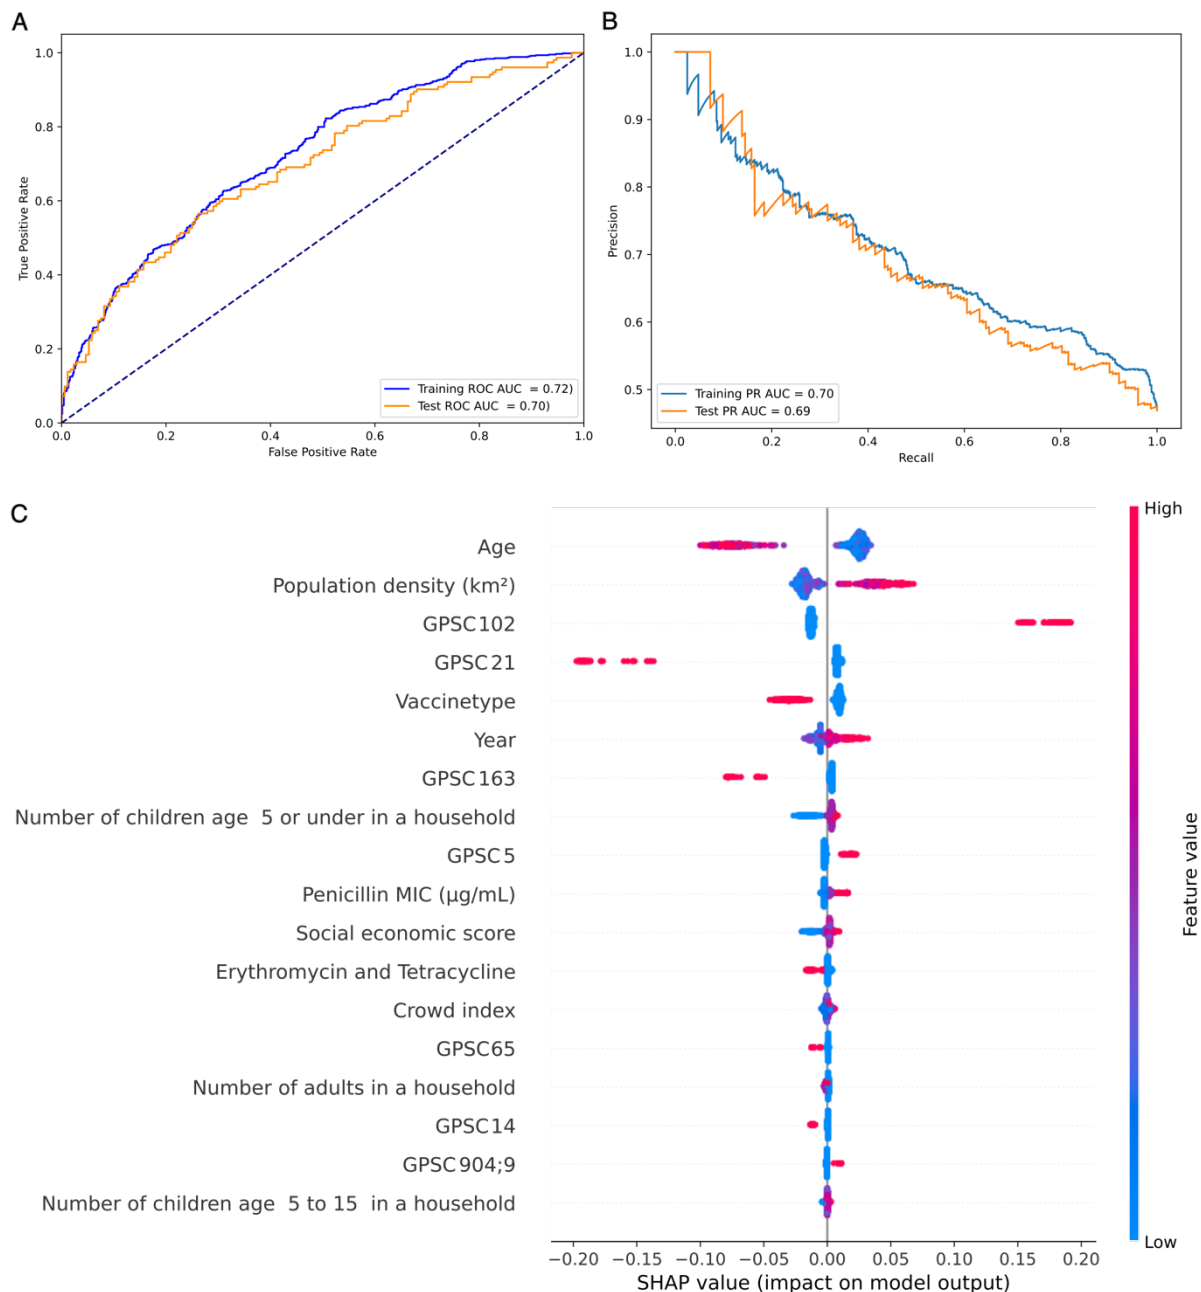 A
1.0
0.8
0.6
0.4
0.2
0.0
True Positive Rate
0.0 0.2 0.4 0.6 0.8 1.0
False Positive Rate
Training ROC AUC = 0.72)
Test ROC AUC = 0.70)
B
1.0
0.9
0.8
0.7
0.6
0.5
Precision
0.0 0.2 0.4 0.6 0.8 1.0
Recall
Training PR AUC = 0.70
Test PR AUC = 0.69
C
Age
Population density (km²)
GPSC102
GPSC21
Vaccinetype
Year
GPSC163
Number of children age 5 or under in a household
GPSC5
Penicillin MIC (µg/mL)
Social economic score
Erythromycin and Tetracycline
Crowd index
GPSC65
Number of adults in a household
GPSC14
GPSC904;9
Number of children age 5 to 15 in a household
−0.20 −0.15 −0.10 −0.05 0.00 0.05 0.10 0.15 0.20
SHAP value (impact on model output)
High
Feature value
Low